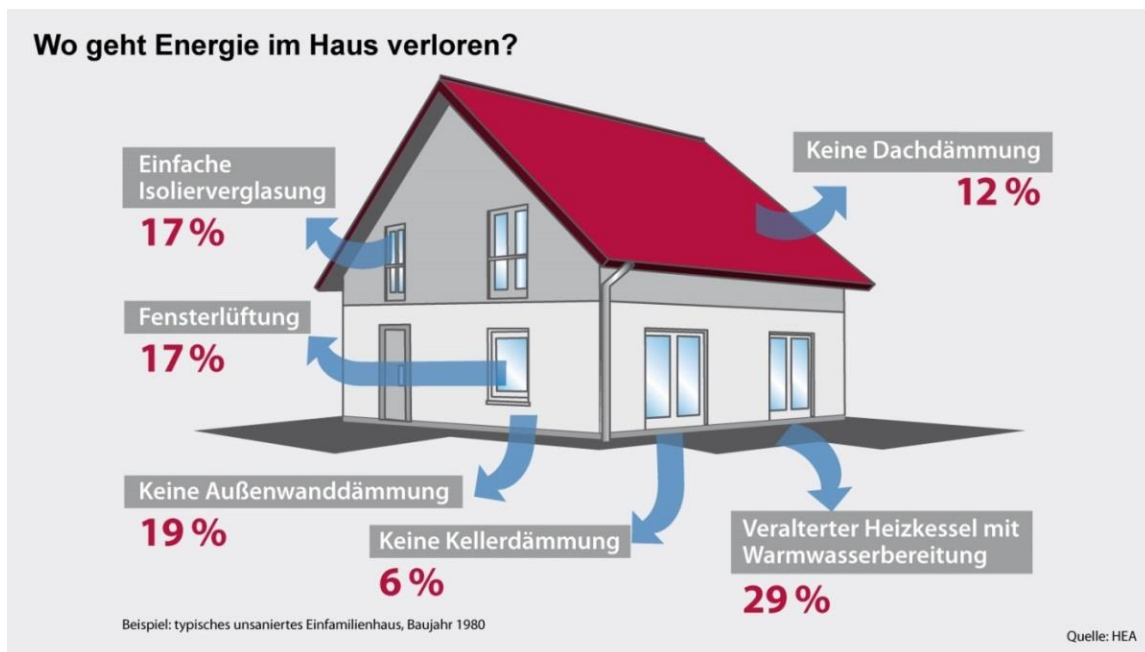 Wo geht Energie im Haus verloren?
Einfache
Isolierverglasung
17 %
Keine Dachdämmung
12 %
Fensterlüftung
17 %
Keine Außenwanddämmung
19 %
Keine Kellerdämmung
6 %
Veralterter Heizkessel mit
Warmwasserbereitung
29 %
Beispiel: typisches unsaniertes Einfamilienhaus, Baujahr 1980
Quelle: HEA